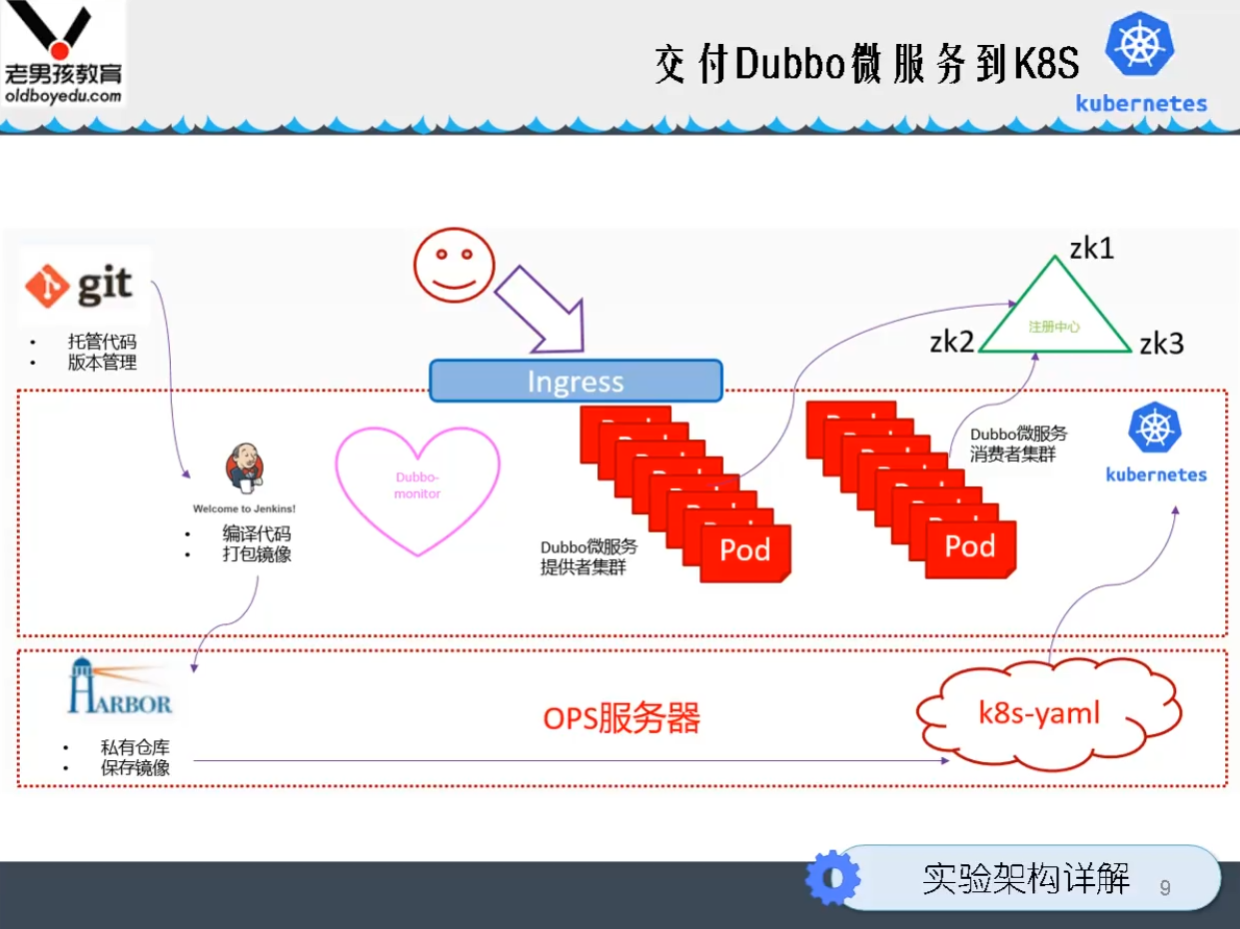 老男孩教育
oldboyedu.com
交付Dubbo微服务到K8S
kubernetes
git
托管代码
版本管理
zk1
注册中心
zk2
zk3
Ingress
Welcome to Jenkins!
编译代码
打包镜像
Dubbo-
monitor
Dubbo微服务
提供者集群
Pod
Dubbo微服务
消费者集群
Pod
kubernetes
HARBOR
私有仓库
保存镜像
OPS服务器
k8s-yaml
实验架构详解
9